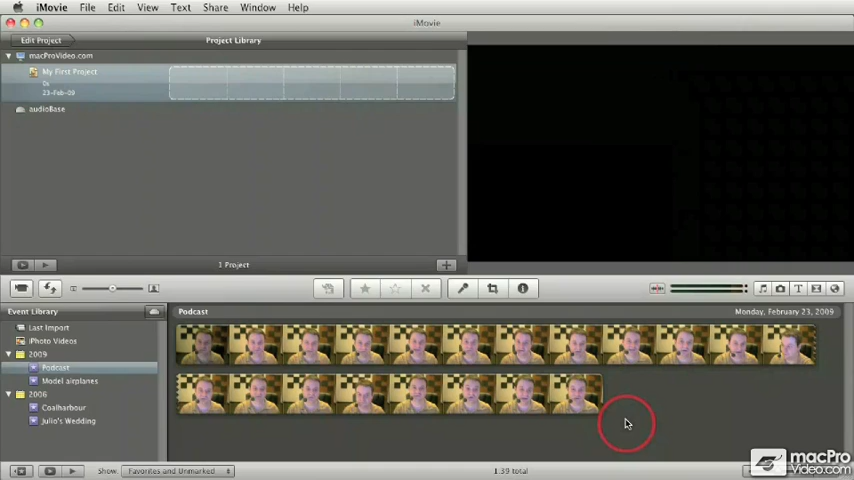 iMovie File Edit View Text Share Window Help
iMovie
Edit Project Project Library
macProVideo.com
My First Project
0s
23-Feb-09
audioBase
1 Project
Event Library Podcast Monday, February 23, 2009
Last Import
iPhoto Videos
2009
Podcast
Model airplanes
2006
Coalharbour
Julio's Wedding
Show: Favorites and Unmarked 1:39 total
macPro
Video.com